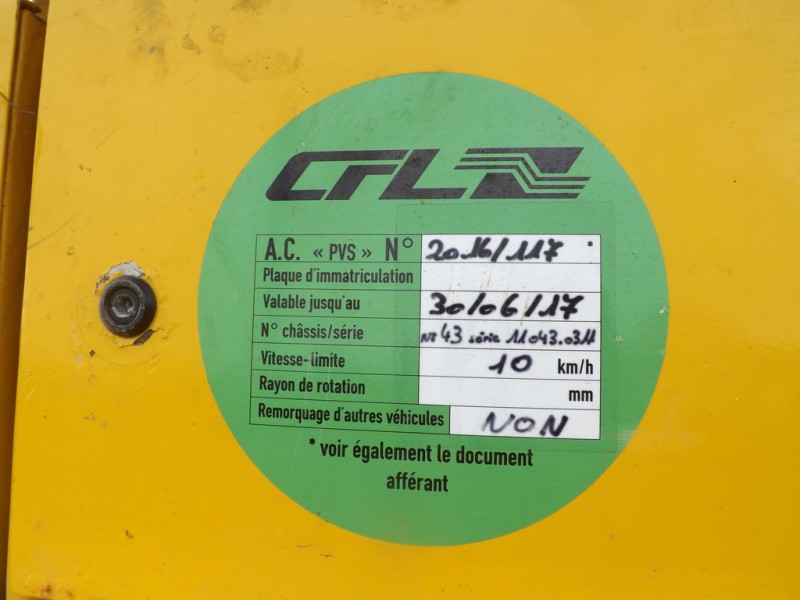 CFL
A.C. « PVS » N° 2016/117 *
Plaque d'immatriculation
Valable jusqu'au 30/06/17
N° châssis/série N° 43 série 11043.0311
Vitesse-limite 10 km/h
Rayon de rotation mm
Remorquage d'autres véhicules NON
* voir également le document
afférant